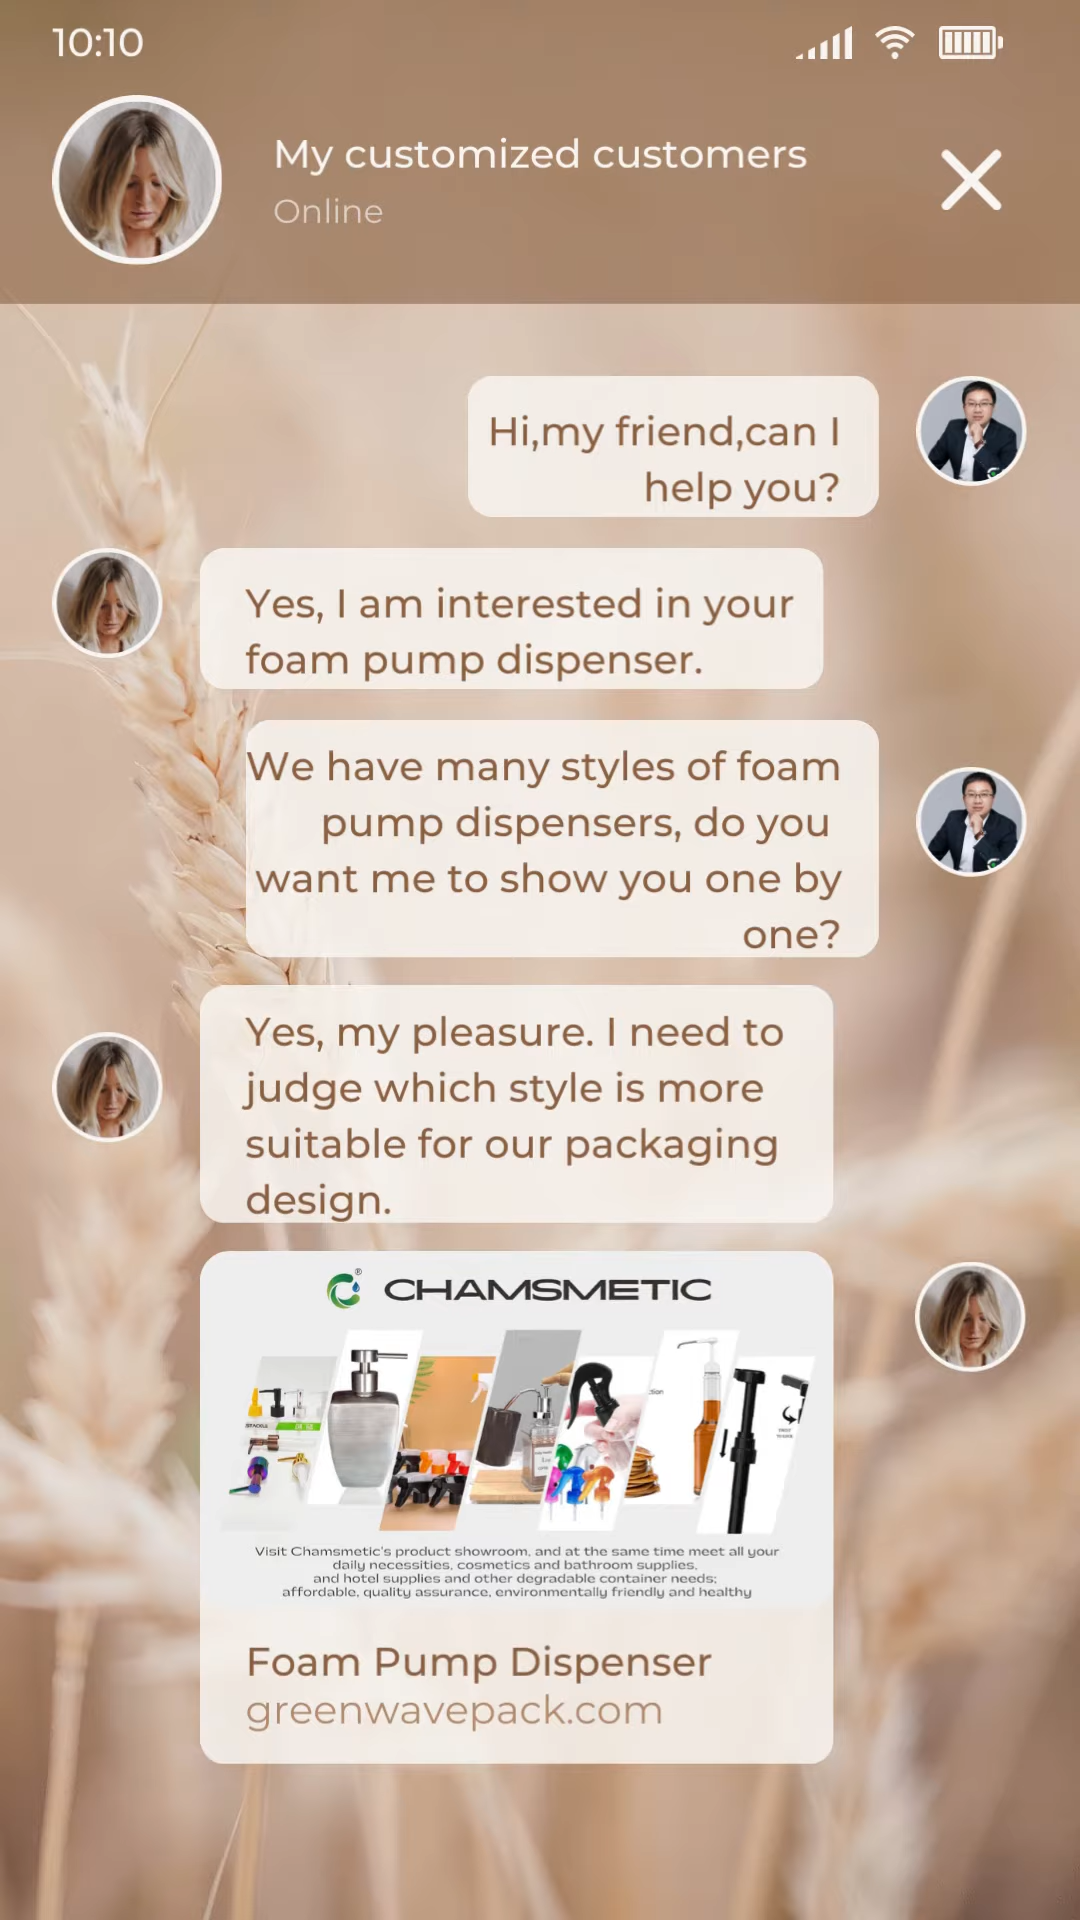 10:10
My customized customers
Online
Hi,my friend,can I
help you?
Yes, I am interested in your
foam pump dispenser.
We have many styles of foam
pump dispensers, do you
want me to show you one by
one?
Yes, my pleasure. I need to
judge which style is more
suitable for our packaging
design.
® CHAMSMETIC
Visit Chamsmetic's product showroom, and at the same time meet all your
daily necessities, cosmetics and bathroom supplies,
and hotel supplies and other degradable container needs;
affordable, quality assurance, environmentally friendly and healthy
Foam Pump Dispenser
greenwavepack.com